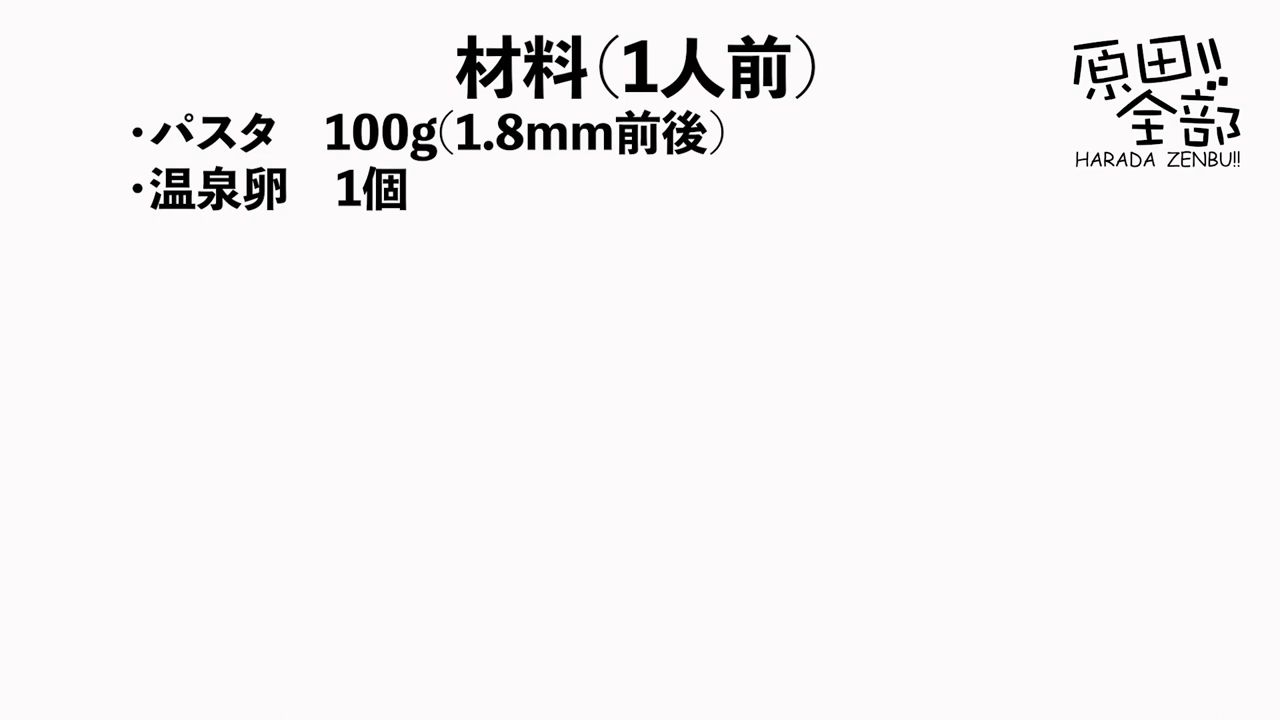 材料(1人前)
・パスタ　100g(1.8mm前後)
・温泉卵　1個
原田!!
全部
HARADA ZENBU!!